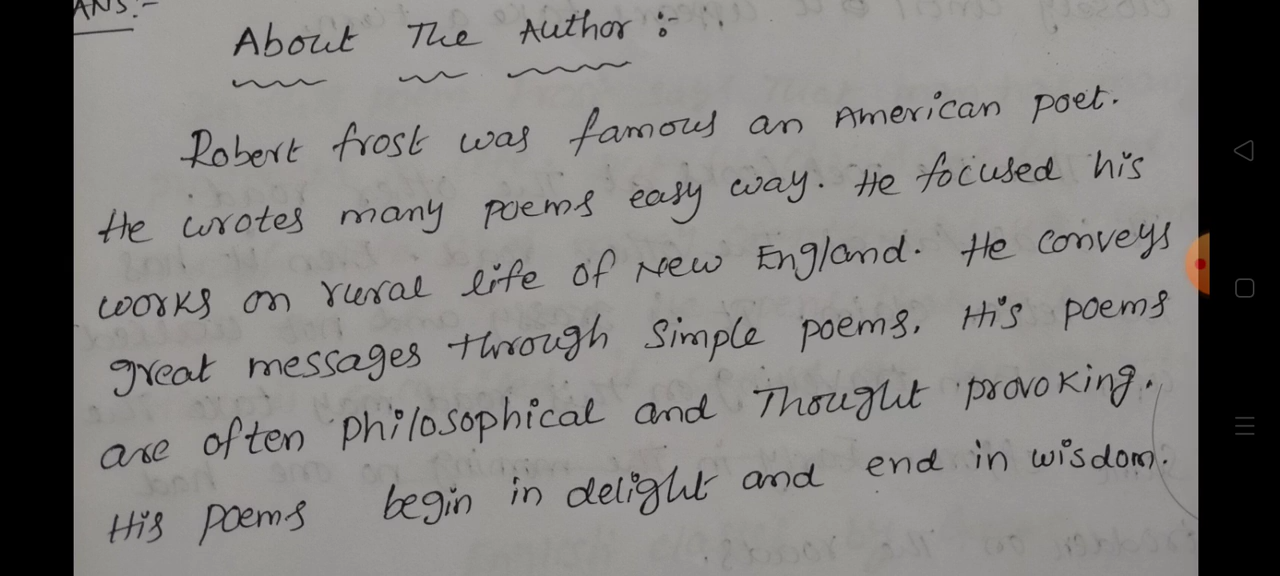 ANS:-
About The Author :-
Robert frost was famous an American poet.
He wrotes many poems easy way. He focused his
works on rural life of New England. He conveys
great messages through simple poems. His poems
are often philosophical and Thought provoking.
His poems begin in delight and end in wisdom.